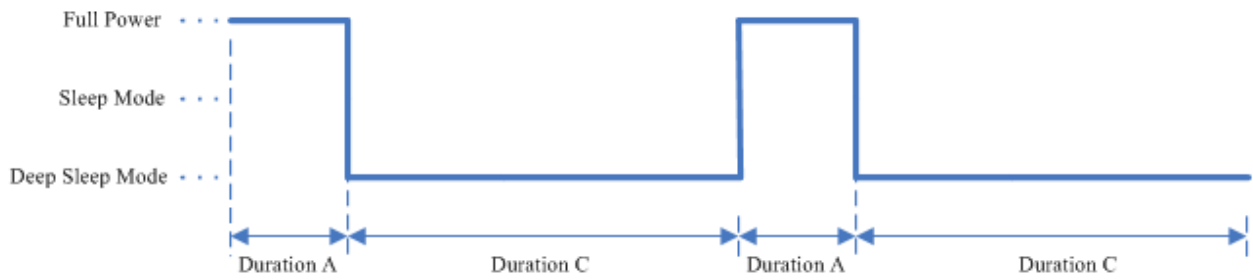 Full Power
Sleep Mode
Deep Sleep Mode
Duration A
Duration C
Duration A
Duration C